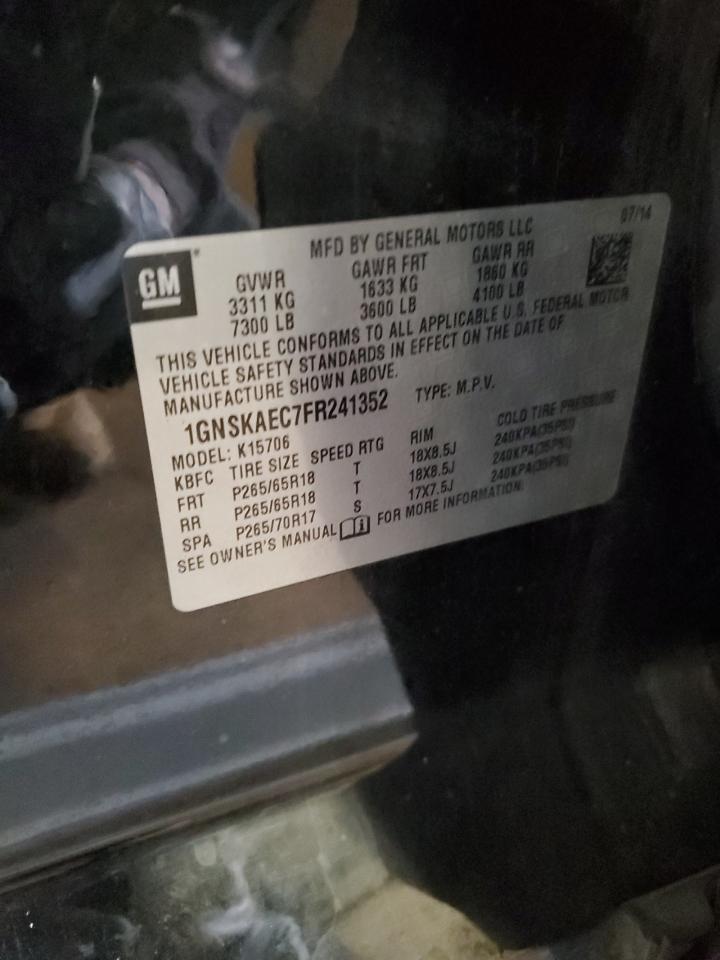 07/14
MFD BY GENERAL MOTORS LLC
GM
GVWR GAWR FRT GAWR RR
3311 KG 1633 KG 1860 KG
7300 LB 3600 LB 4100 LB
THIS VEHICLE CONFORMS TO ALL APPLICABLE U.S. FEDERAL MOTOR
VEHICLE SAFETY STANDARDS IN EFFECT ON THE DATE OF
MANUFACTURE SHOWN ABOVE.
1GNSKAEC7FR241352 TYPE: M.P.V.
MODEL: K15706
KBFC TIRE SIZE SPEED RTG RIM COLD TIRE PRESSURE
FRT P265/65R18 T 18X8.5J 240KPA(35PSI)
RR P265/65R18 T 18X8.5J 240KPA(35PSI)
SPA P265/70R17 S 17X7.5J 240KPA(35PSI)
SEE OWNER'S MANUAL FOR MORE INFORMATION.